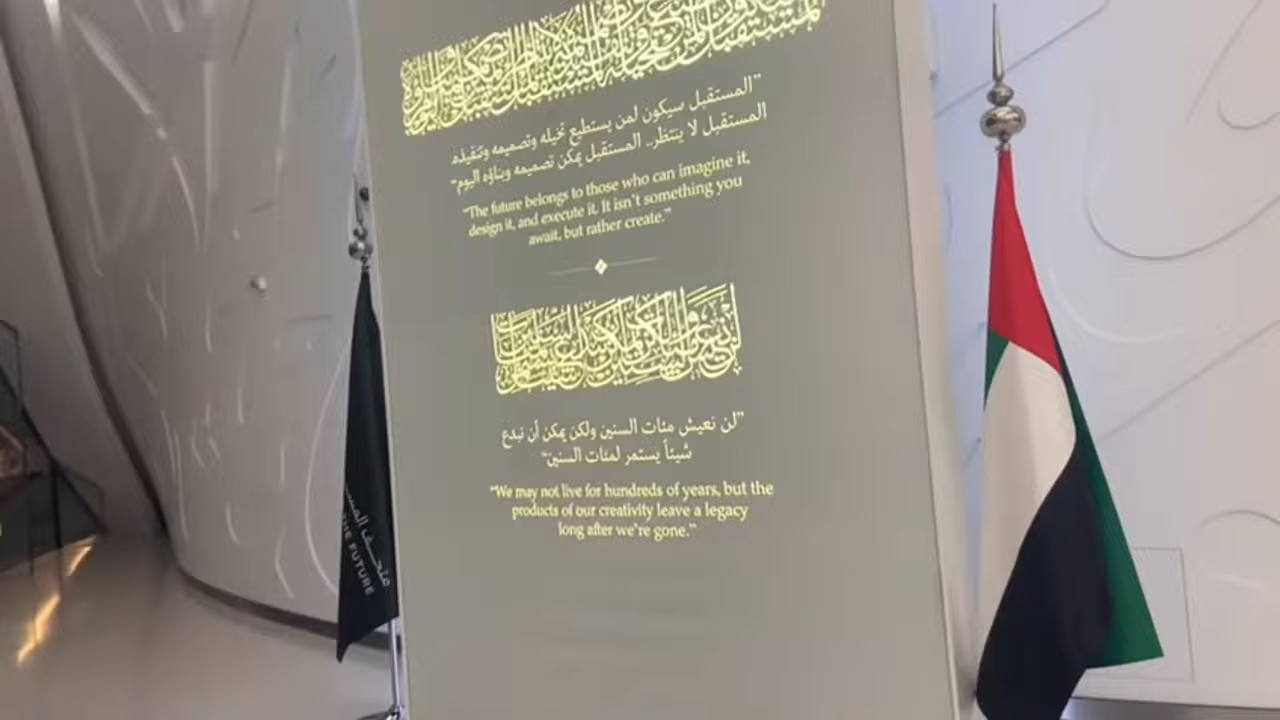 "المستقبل سيكون لمن يستطيع تخيله وتصميمه وتنفيذه
المستقبل لا ينتظر.. المستقبل يمكن تصميمه وبناؤه اليوم"
"The future belongs to those who can imagine it,
design it, and execute it. It isn't something you
await, but rather create."
"لن نعيش مئات السنين ولكن يمكن أن نبدع
شيئاً يستمر لمئات السنين"
"We may not live for hundreds of years, but the
products of our creativity leave a legacy
long after we're gone."
متحف المس
THE FUTURE